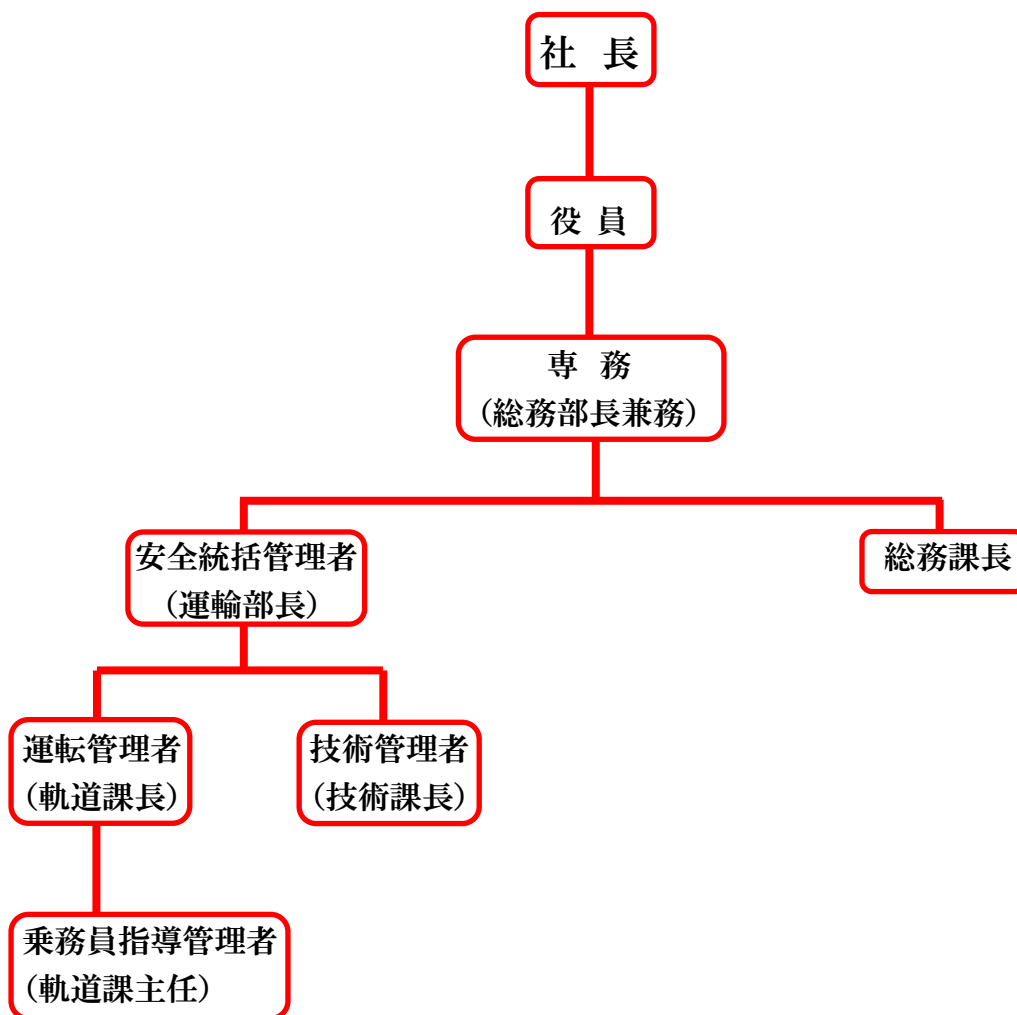 社 長
役 員
専 務
(総務部長兼務)
安全統括管理者
(運輸部長)
総務課長
運転管理者
(軌道課長)
技術管理者
(技術課長)
乗務員指導管理者
(軌道課主任)